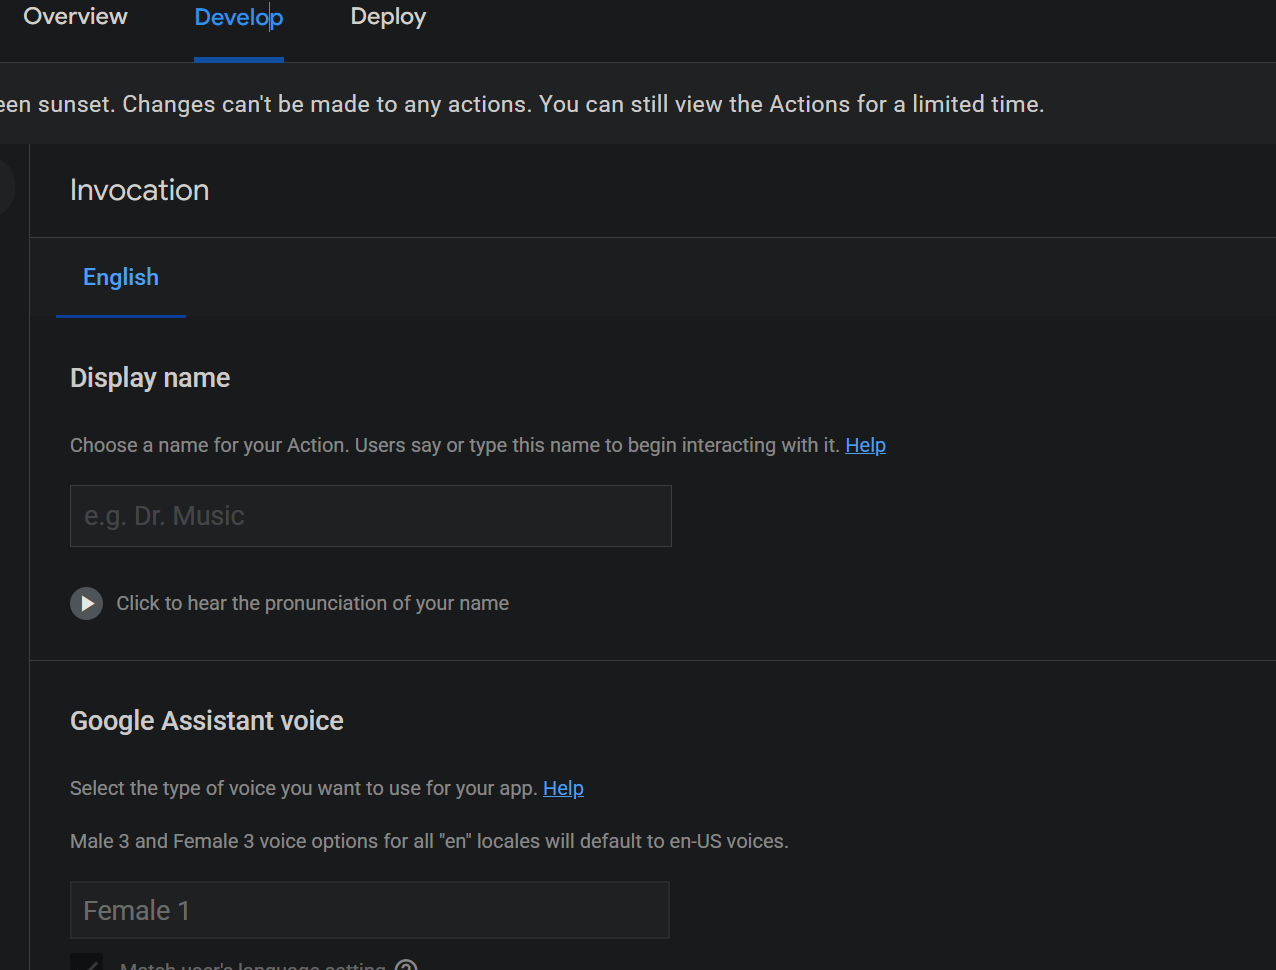 Overview Develop Deploy
een sunset. Changes can't be made to any actions. You can still view the Actions for a limited time.
Invocation
English
Display name
Choose a name for your Action. Users say or type this name to begin interacting with it. Help
e.g. Dr. Music
Click to hear the pronunciation of your name
Google Assistant voice
Select the type of voice you want to use for your app. Help
Male 3 and Female 3 voice options for all "en" locales will default to en-US voices.
Female 1
Match user's language setting